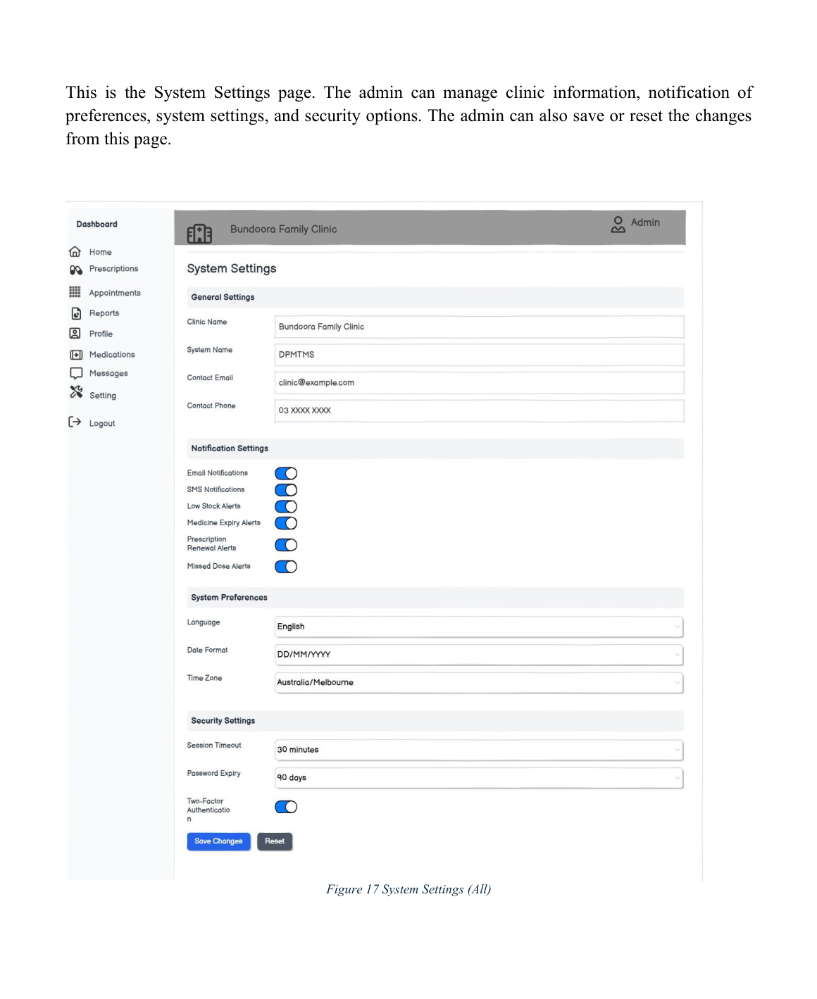 This is the System Settings page. The admin can manage clinic information, notification of
preferences, system settings, and security options. The admin can also save or reset the changes
from this page.
Dashboard
Home
Prescriptions
Appointments
Reports
Profile
Medications
Messages
Setting
Logout
Bundoora Family Clinic
Admin
System Settings
General Settings
Clinic Name
Bundoora Family Clinic
System Name
DPMTMS
Contact Email
clinic@example.com
Contact Phone
03 XXXX XXXX
Notification Settings
Email Notifications
SMS Notifications
Low Stock Alerts
Medicine Expiry Alerts
Prescription
Renewal Alerts
Missed Dose Alerts
System Preferences
Language
English
Date Format
DD/MM/YYYY
Time Zone
Australia/Melbourne
Security Settings
Session Timeout
30 minutes
Password Expiry
90 days
Two-Factor
Authenticatio
n
Save Changes
Reset
Figure 17 System Settings (All)